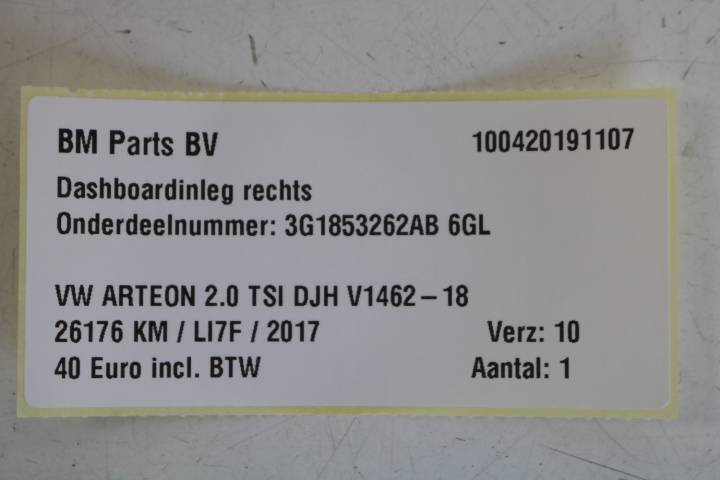 BM Parts BV 100420191107
Dashboardinleg rechts
Onderdeelnummer: 3G1853262AB 6GL
VW ARTEON 2.0 TSI DJH V1462 – 18
26176 KM / LI7F / 2017 Verz: 10
40 Euro incl. BTW Aantal: 1